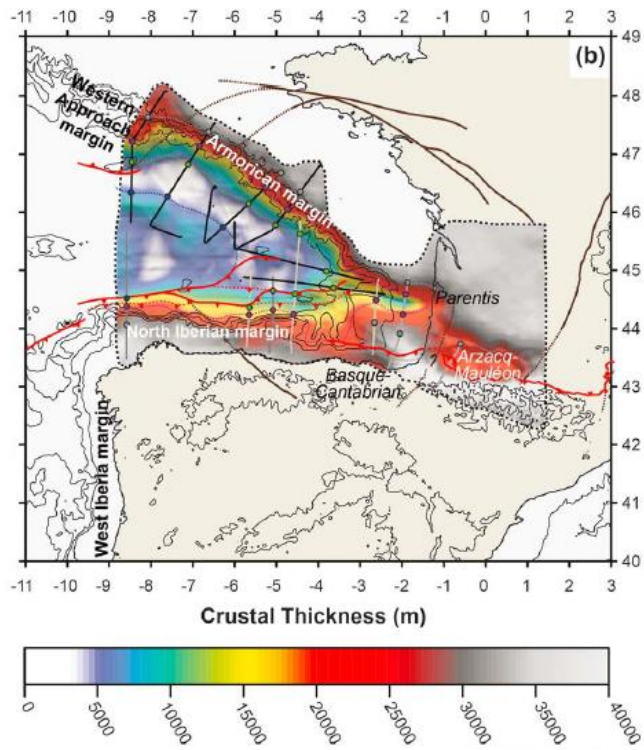 -11 -10 -9 -8 -7 -6 -5 -4 -3 -2 -1 0 1 2 3
(b)
49
48
47
46
45
44
43
42
41
40
Western
Approach
margin
Armorican margin
Parentis
North Iberian margin
Arzacq-
Mauléon
Basque-
Cantabrian
West Iberia margin
-11 -10 -9 -8 -7 -6 -5 -4 -3 -2 -1 0 1 2 3
Crustal Thickness (m)
0 5000 10000 15000 20000 25000 30000 35000 40000